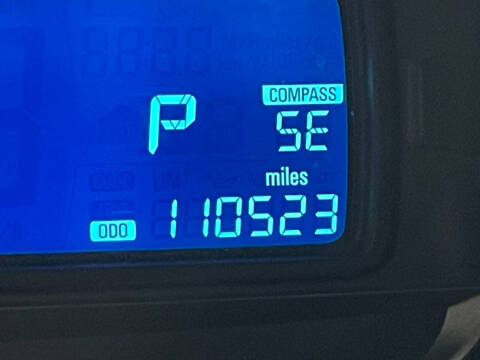 COMPASS
P SE
miles
ODO 110523